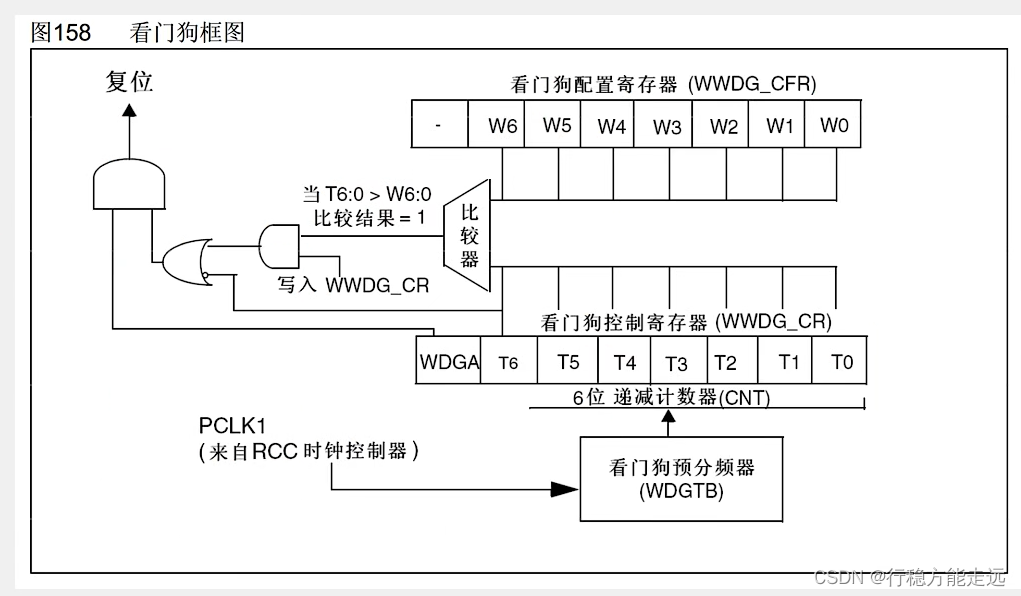 图158 看门狗框图
复位
看门狗配置寄存器 (WWDG_CFR)
- W6 W5 W4 W3 W2 W1 W0
当 T6:0 > W6:0
比较结果 = 1
比较器
写入 WWDG_CR
看门狗控制寄存器 (WWDG_CR)
WDGA T6 T5 T4 T3 T2 T1 T0
6位 递减计数器(CNT)
PCLK1
(来自RCC 时钟控制器)
看门狗预分频器
(WDGTB)
CSDN @行稳方能走远